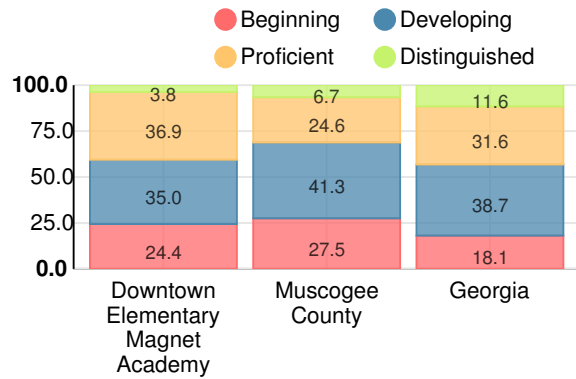 Beginning Developing
Proficient Distinguished
100.0
75.0
50.0
25.0
0.0
3.8 6.7 11.6
36.9 24.6 31.6
35.0 41.3 38.7
24.4 27.5 18.1
Downtown
Elementary
Magnet
Academy
Muscogee
County
Georgia